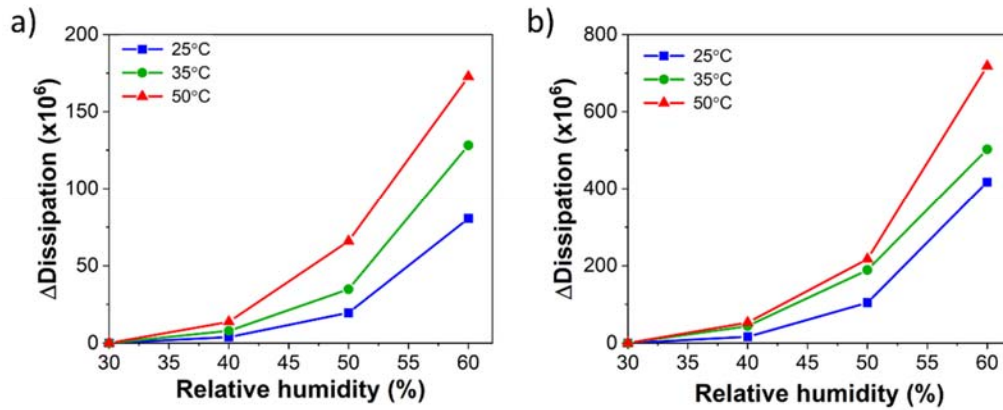 a)
ΔDissipation (x10⁶)
200
150
100
50
0
25°C
35°C
50°C
30 35 40 45 50 55 60
Relative humidity (%)
b)
ΔDissipation (x10⁶)
800
600
400
200
0
25°C
35°C
50°C
30 35 40 45 50 55 60
Relative humidity (%)